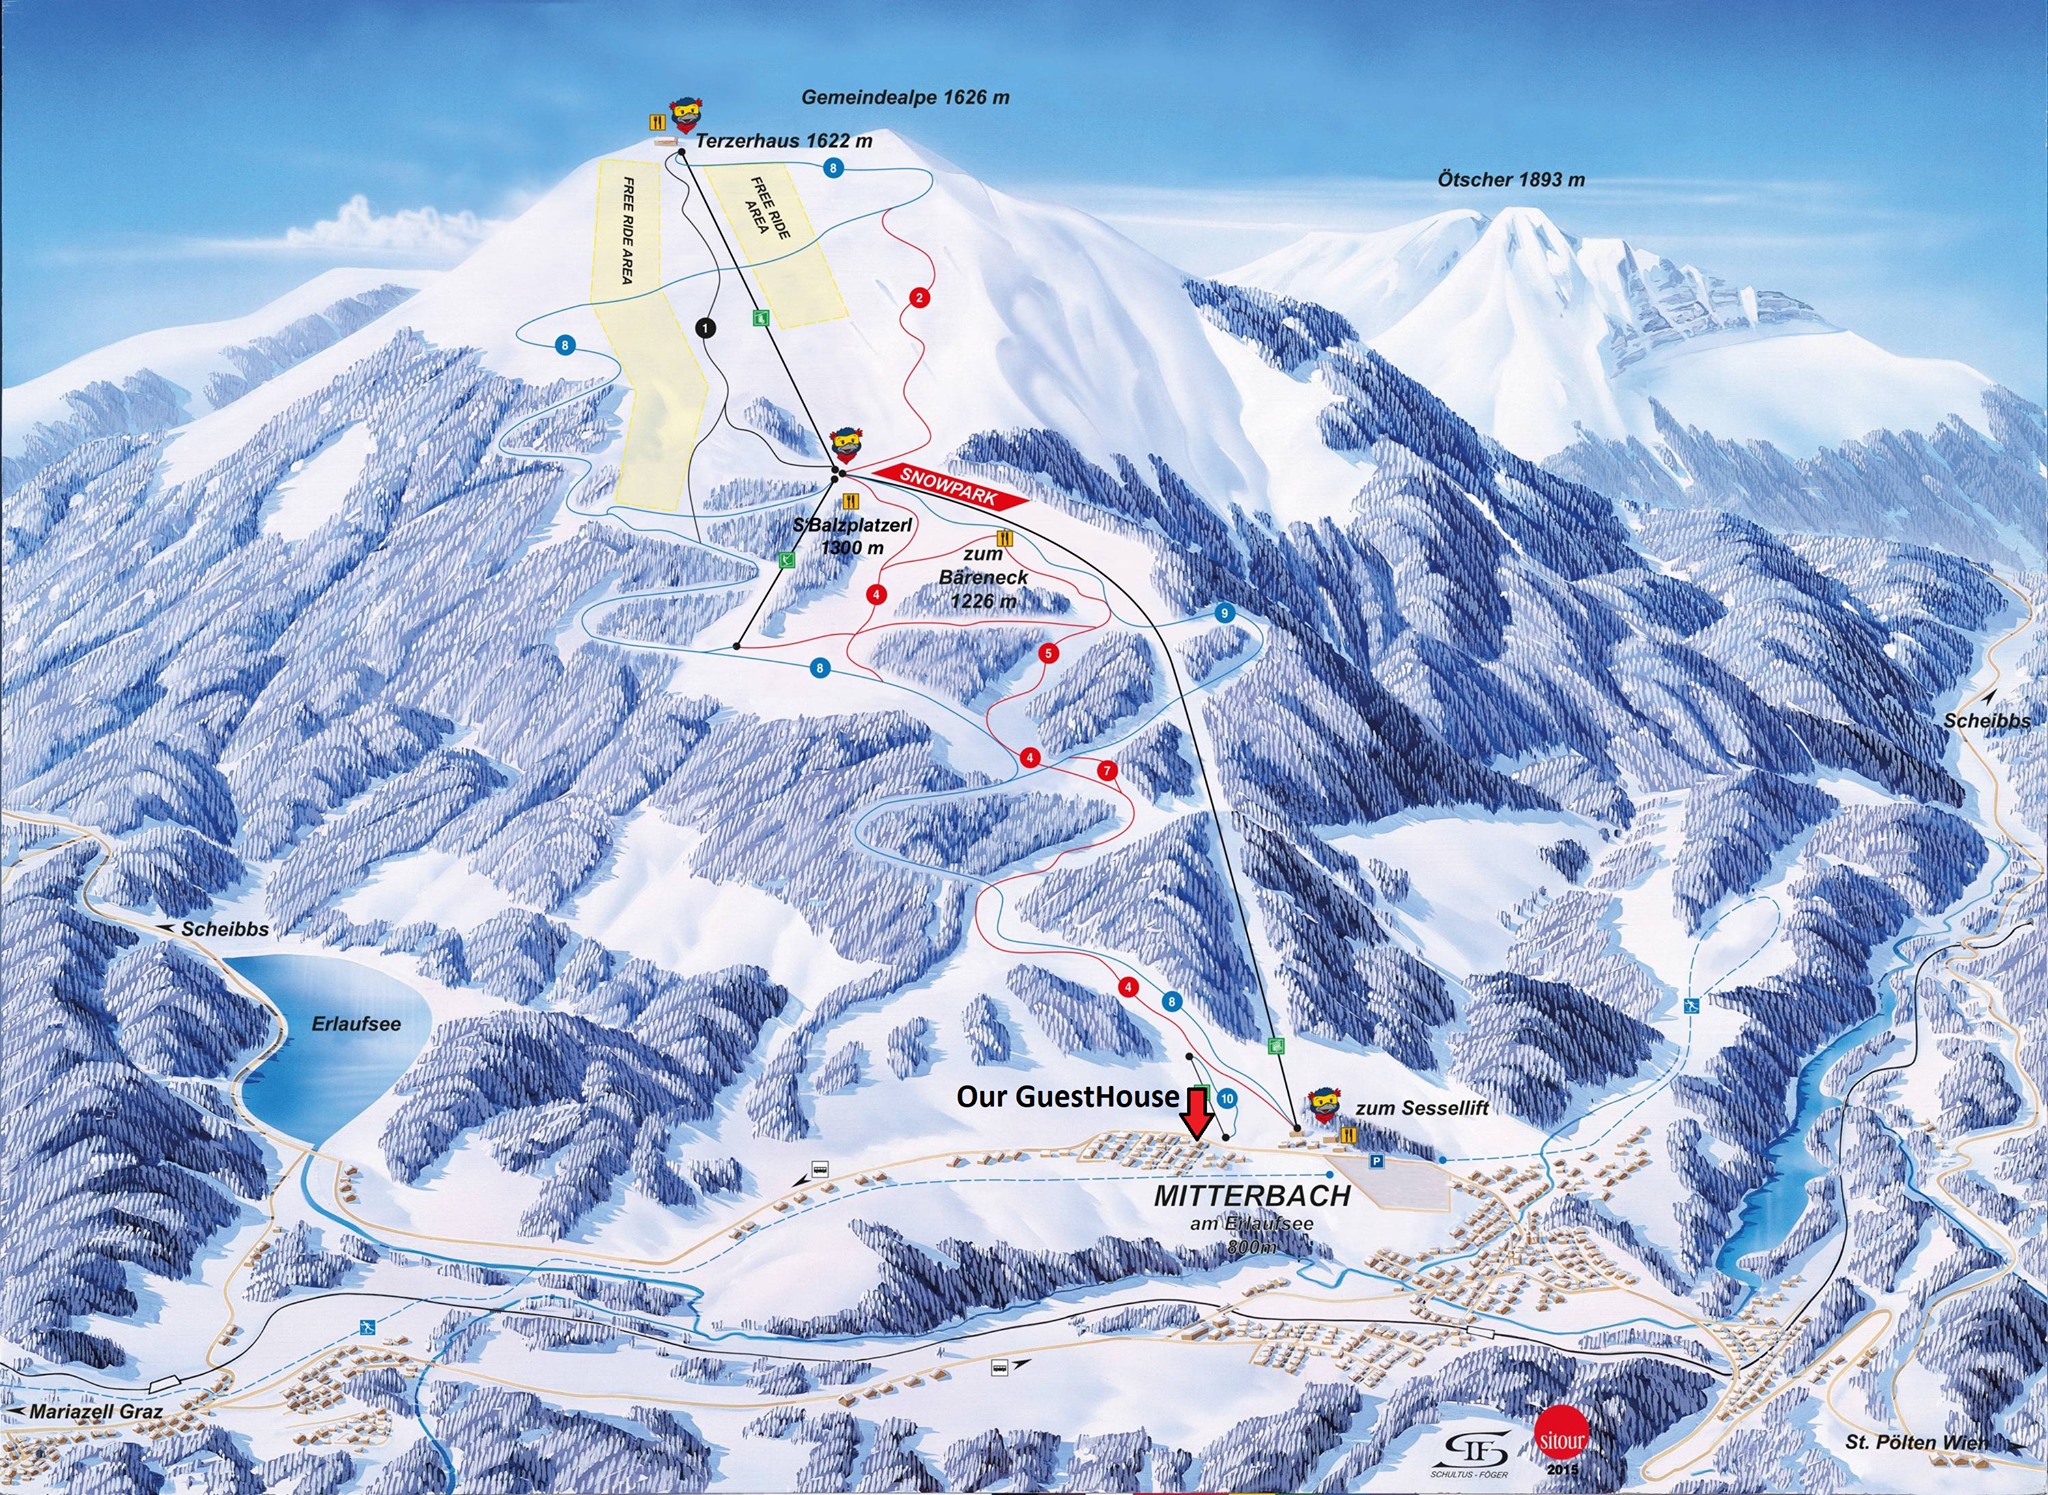 Gemeindealpe 1626 m
Terzerhaus 1622 m
8
Ötscher 1893 m
FREE RIDE AREA
FREE RIDE
AREA
2
1
8
SNOWPARK
S'Balzplatzerl
1300 m
zum
Bäreneck
1226 m
4
9
5
8
Scheibbs
4
7
Scheibbs
4
8
Erlaufsee
Our GuestHouse
10
zum Sessellift
P
MITTERBACH
am Erlaufsee
800m
Mariazell Graz
St. Pölten Wien
SCHULTUS - FÖGER
sitour
2015